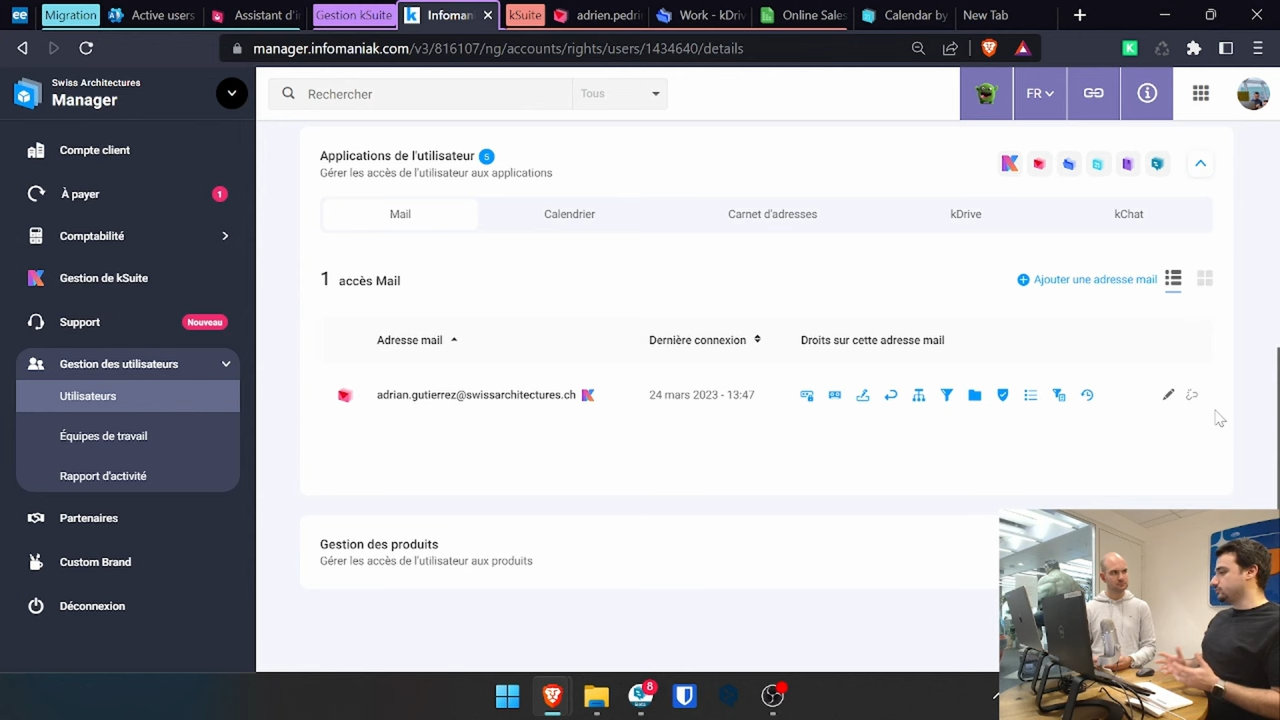 ee
Migration
Active users
Assistant d'i
Gestion kSuite
Infoman
kSuite
adrien.pedri
Work - kDriv
Online Sales
Calendar by
New Tab
manager.infomaniak.com/v3/816107/ng/accounts/rights/users/1434640/details
Swiss Architectures
Manager
Rechercher
Tous
FR
Compte client
À payer
1
Comptabilité
Gestion de kSuite
Support
Nouveau
Gestion des utilisateurs
Utilisateurs
Équipes de travail
Rapport d'activité
Partenaires
Custom Brand
Déconnexion
Applications de l'utilisateur 5
Gérer les accès de l'utilisateur aux applications
Mail
Calendrier
Carnet d'adresses
kDrive
kChat
1 accès Mail
Ajouter une adresse mail
Adresse mail
Dernière connexion
Droits sur cette adresse mail
adrian.gutierrez@swissarchitectures.ch
24 mars 2023 - 13:47
Gestion des produits
Gérer les accès de l'utilisateur aux produits
8